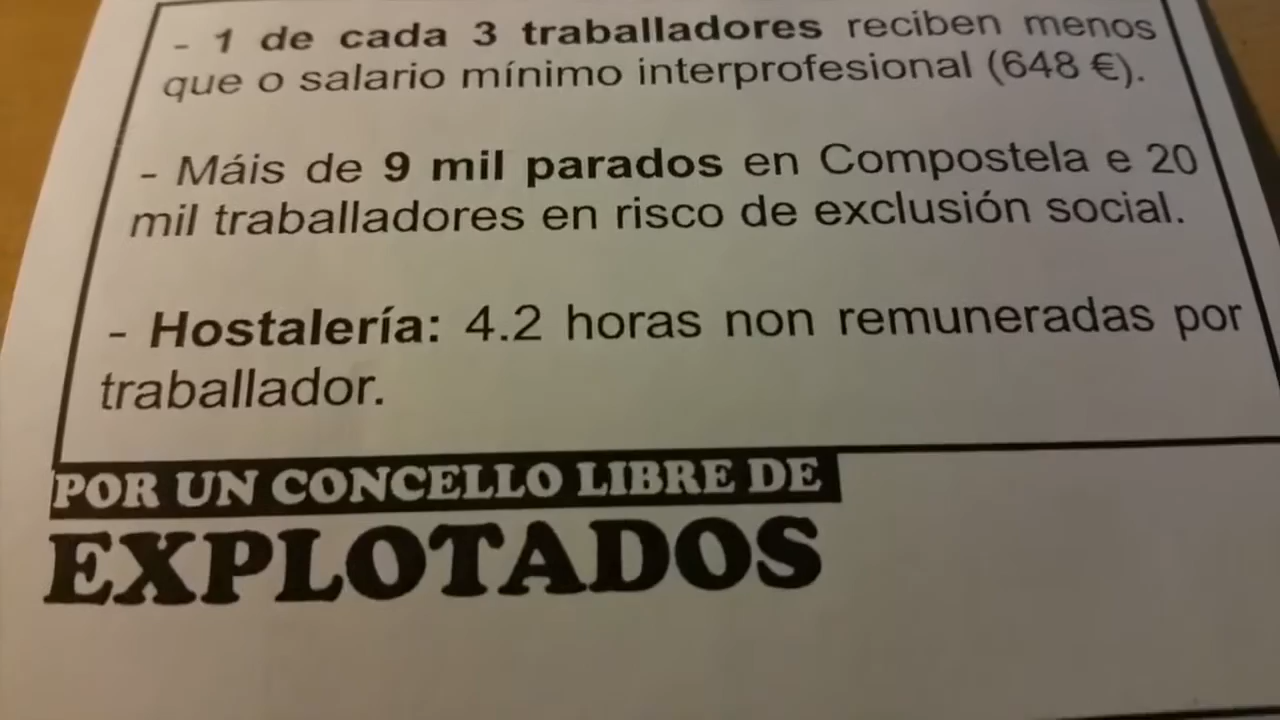 - 1 de cada 3 traballadores reciben menos
que o salario mínimo interprofesional (648 €).
- Máis de 9 mil parados en Compostela e 20
mil traballadores en risco de exclusión social.
- Hostalería: 4.2 horas non remuneradas por
traballador.
POR UN CONCELLO LIBRE DE
EXPLOTADOS